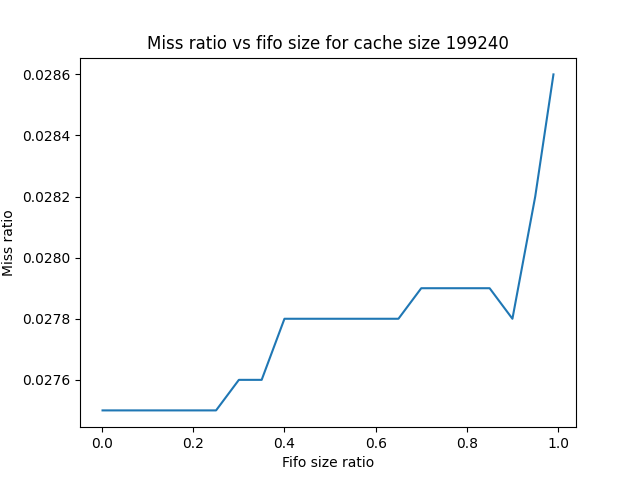 Miss ratio vs fifo size for cache size 199240
0.0286
0.0284
0.0282
0.0280
0.0278
0.0276
Miss ratio
0.0 0.2 0.4 0.6 0.8 1.0
Fifo size ratio